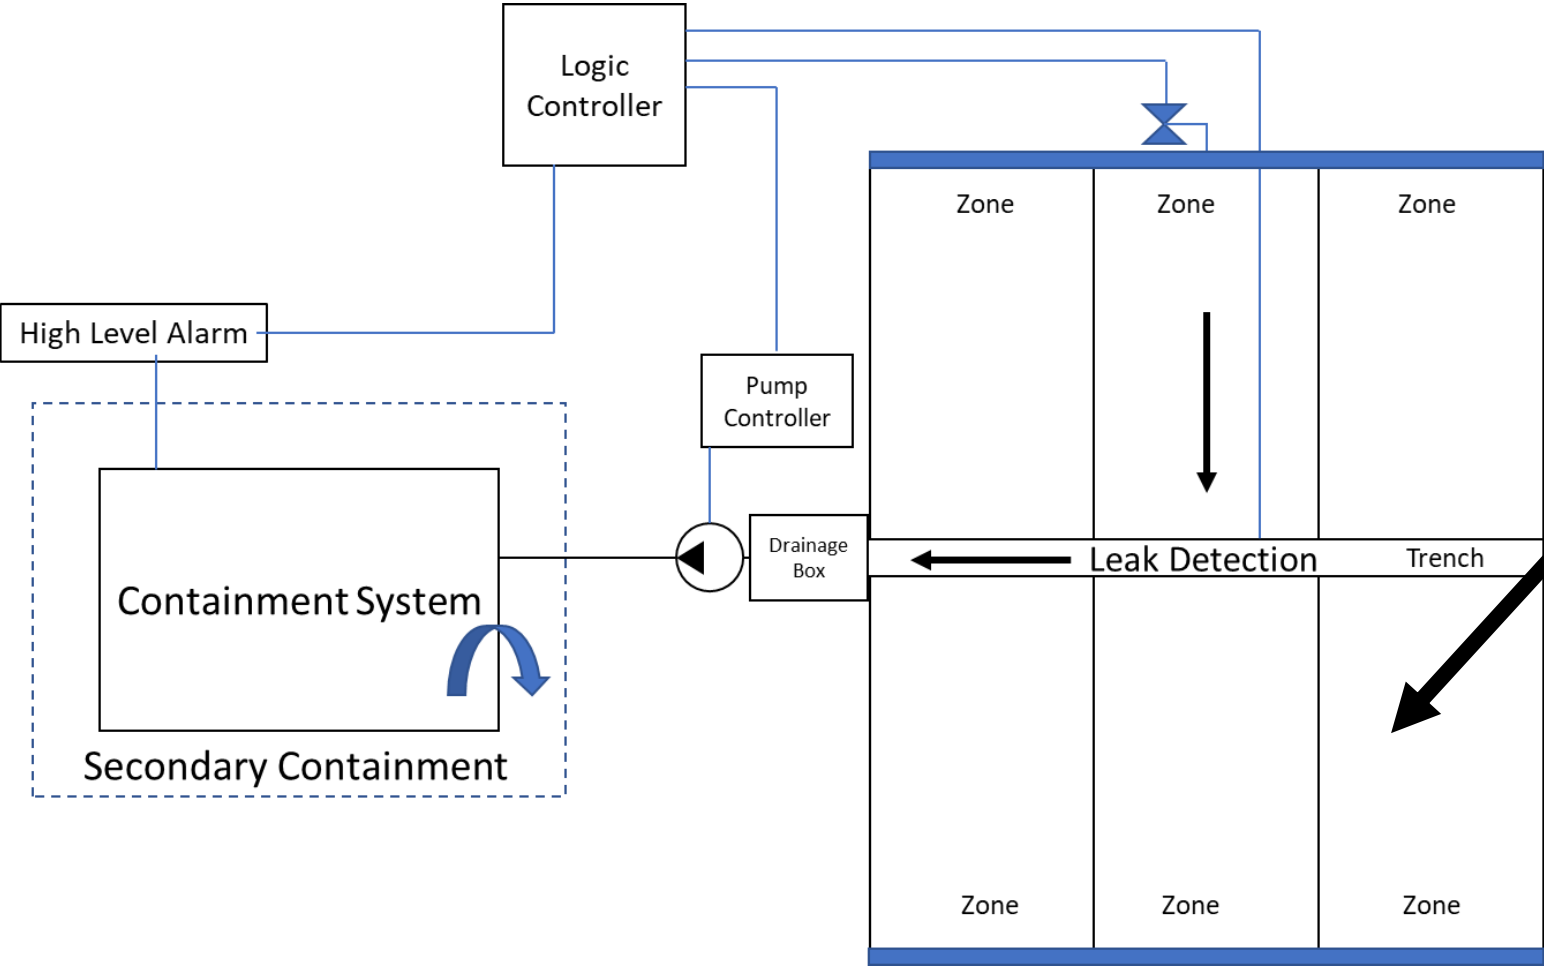 Logic
Controller
Zone
Zone
Zone
High Level Alarm
Pump
Controller
Drainage
Box
Leak Detection
Trench
Containment System
Secondary Containment
Zone
Zone
Zone